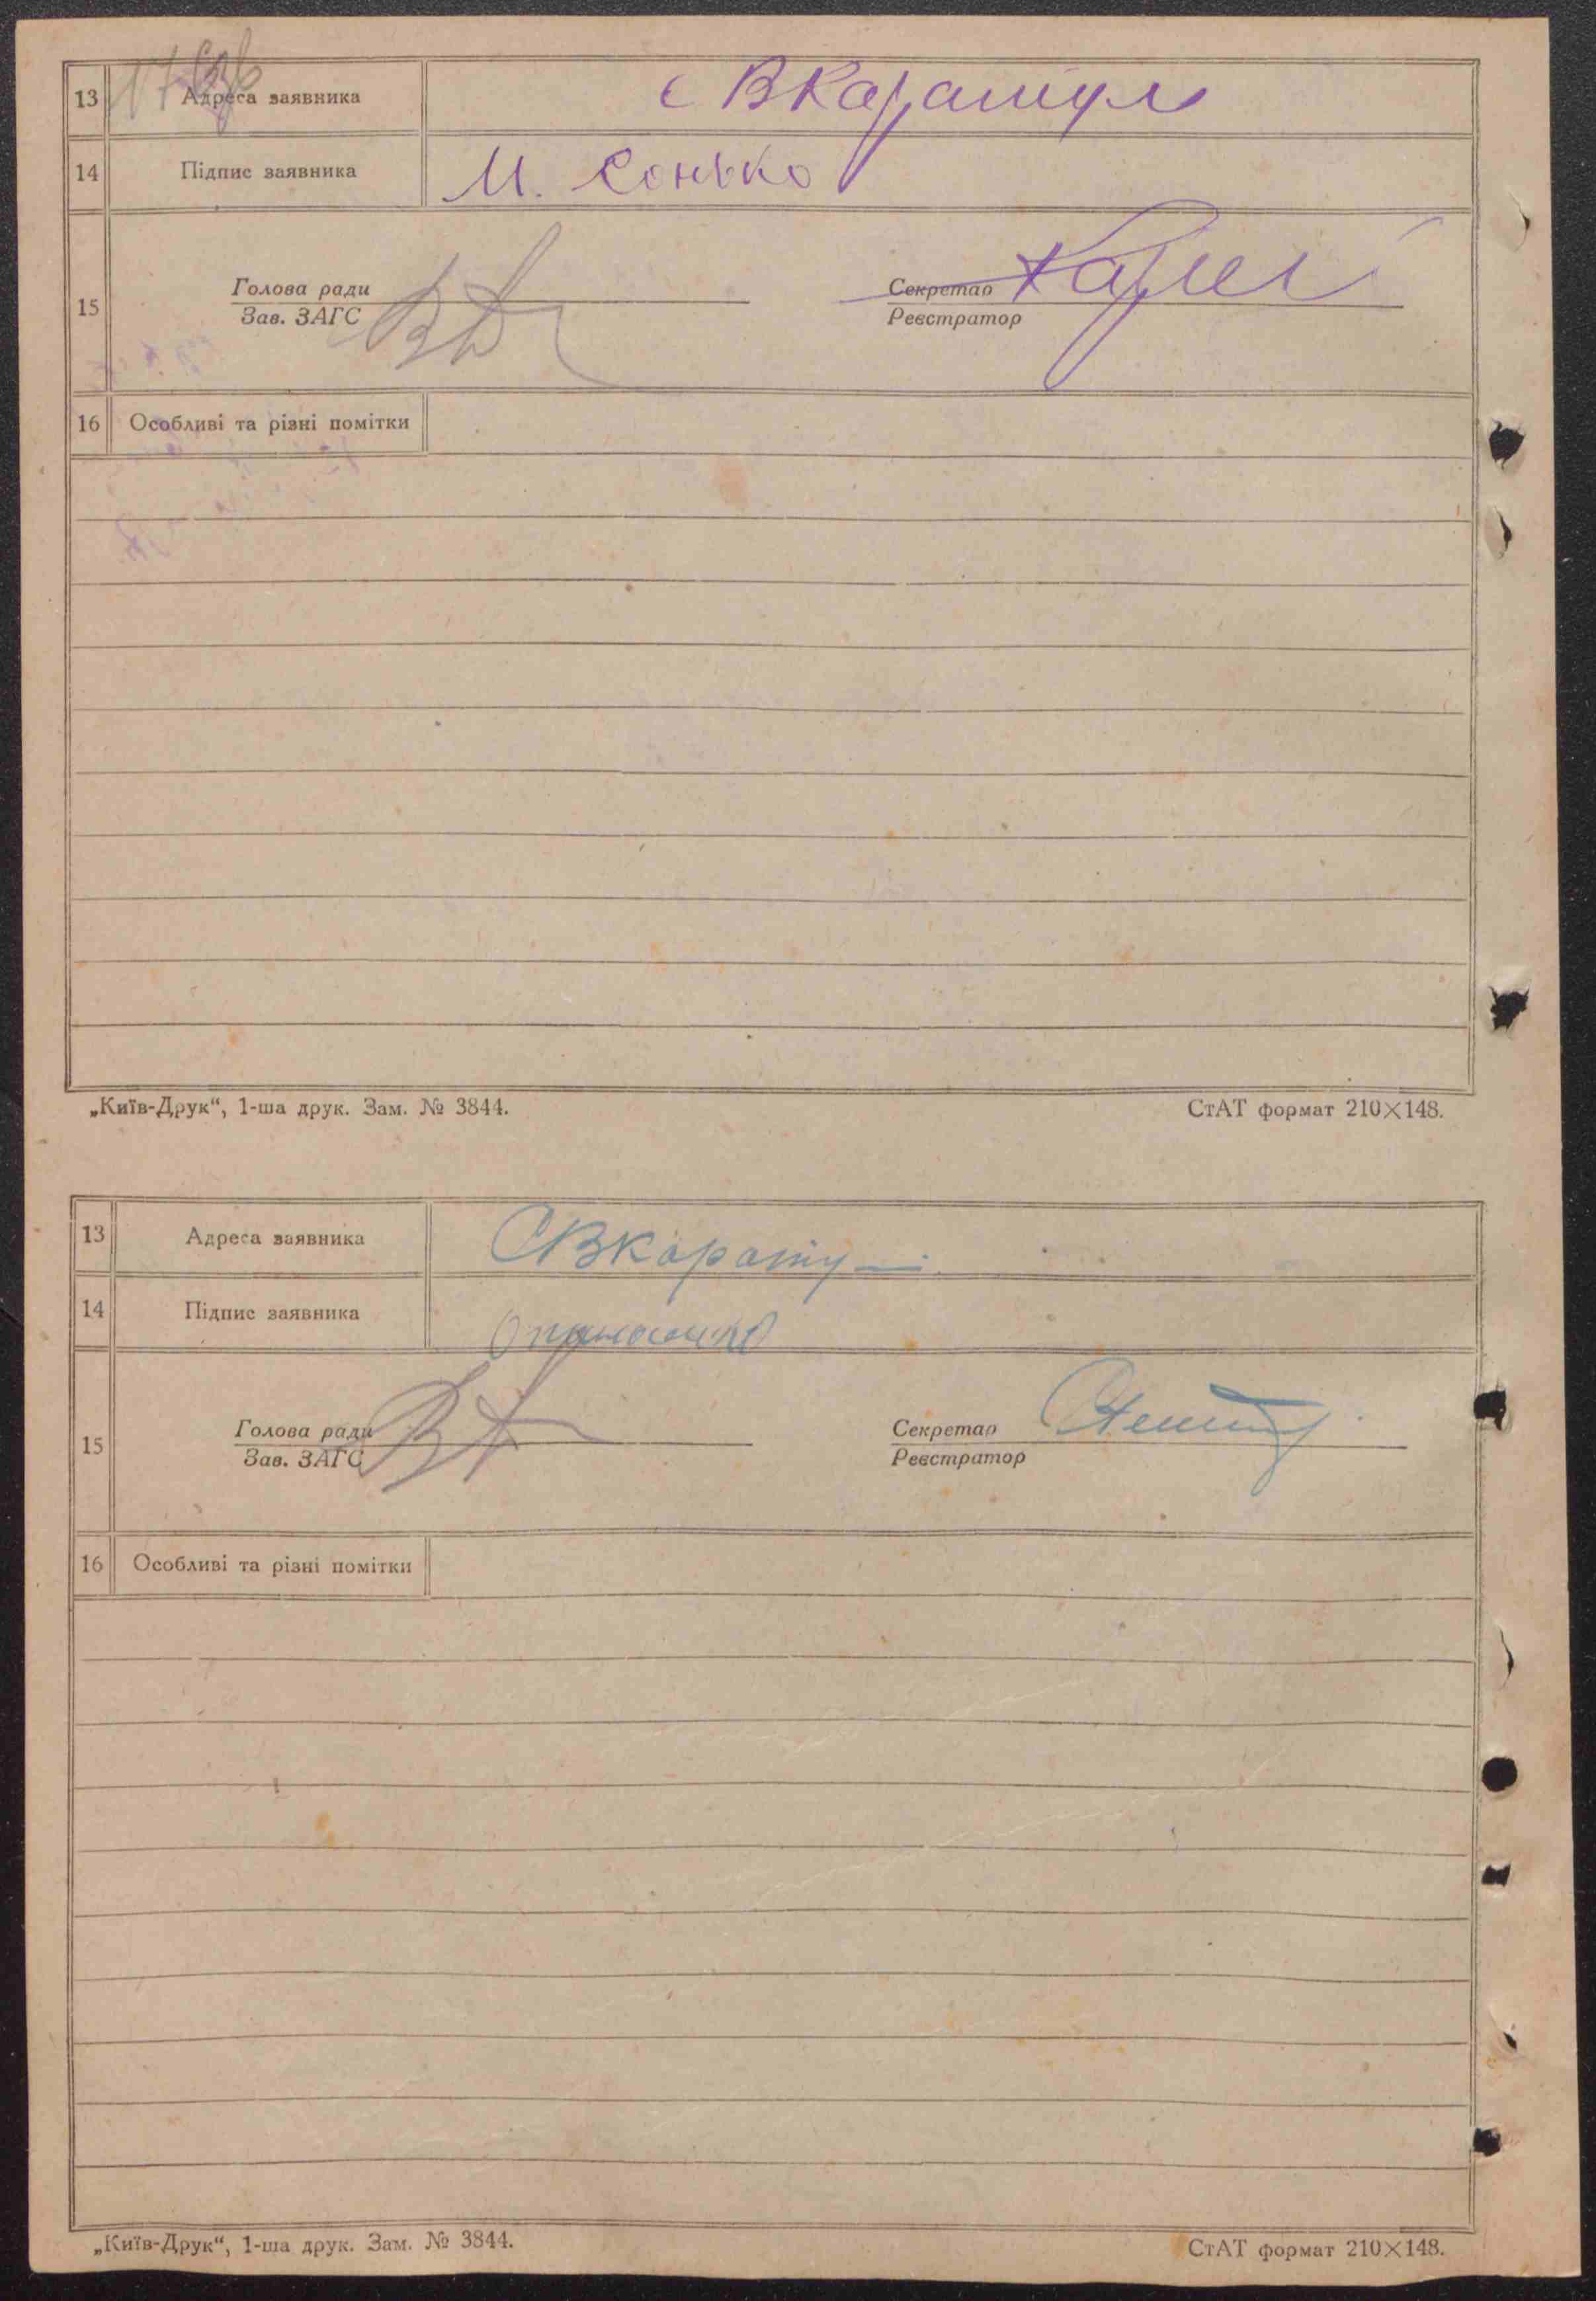 13 Адреса заявника с ВКаратул
14 Підпис заявника М. Сонько
15 Голова ради Секретар
Зав. ЗАГС Реєстратор
16 Особливі та різні помітки
„Київ-Друк“, 1-ша друк. Зам. № 3844. СтАТ формат 210×148.
13 Адреса заявника С В Карату—
14 Підпис заявника
15 Голова ради Секретар
Зав. ЗАГС Реєстратор
16 Особливі та різні помітки
„Київ-Друк“, 1-ша друк. Зам. № 3844. СтАТ формат 210×148.